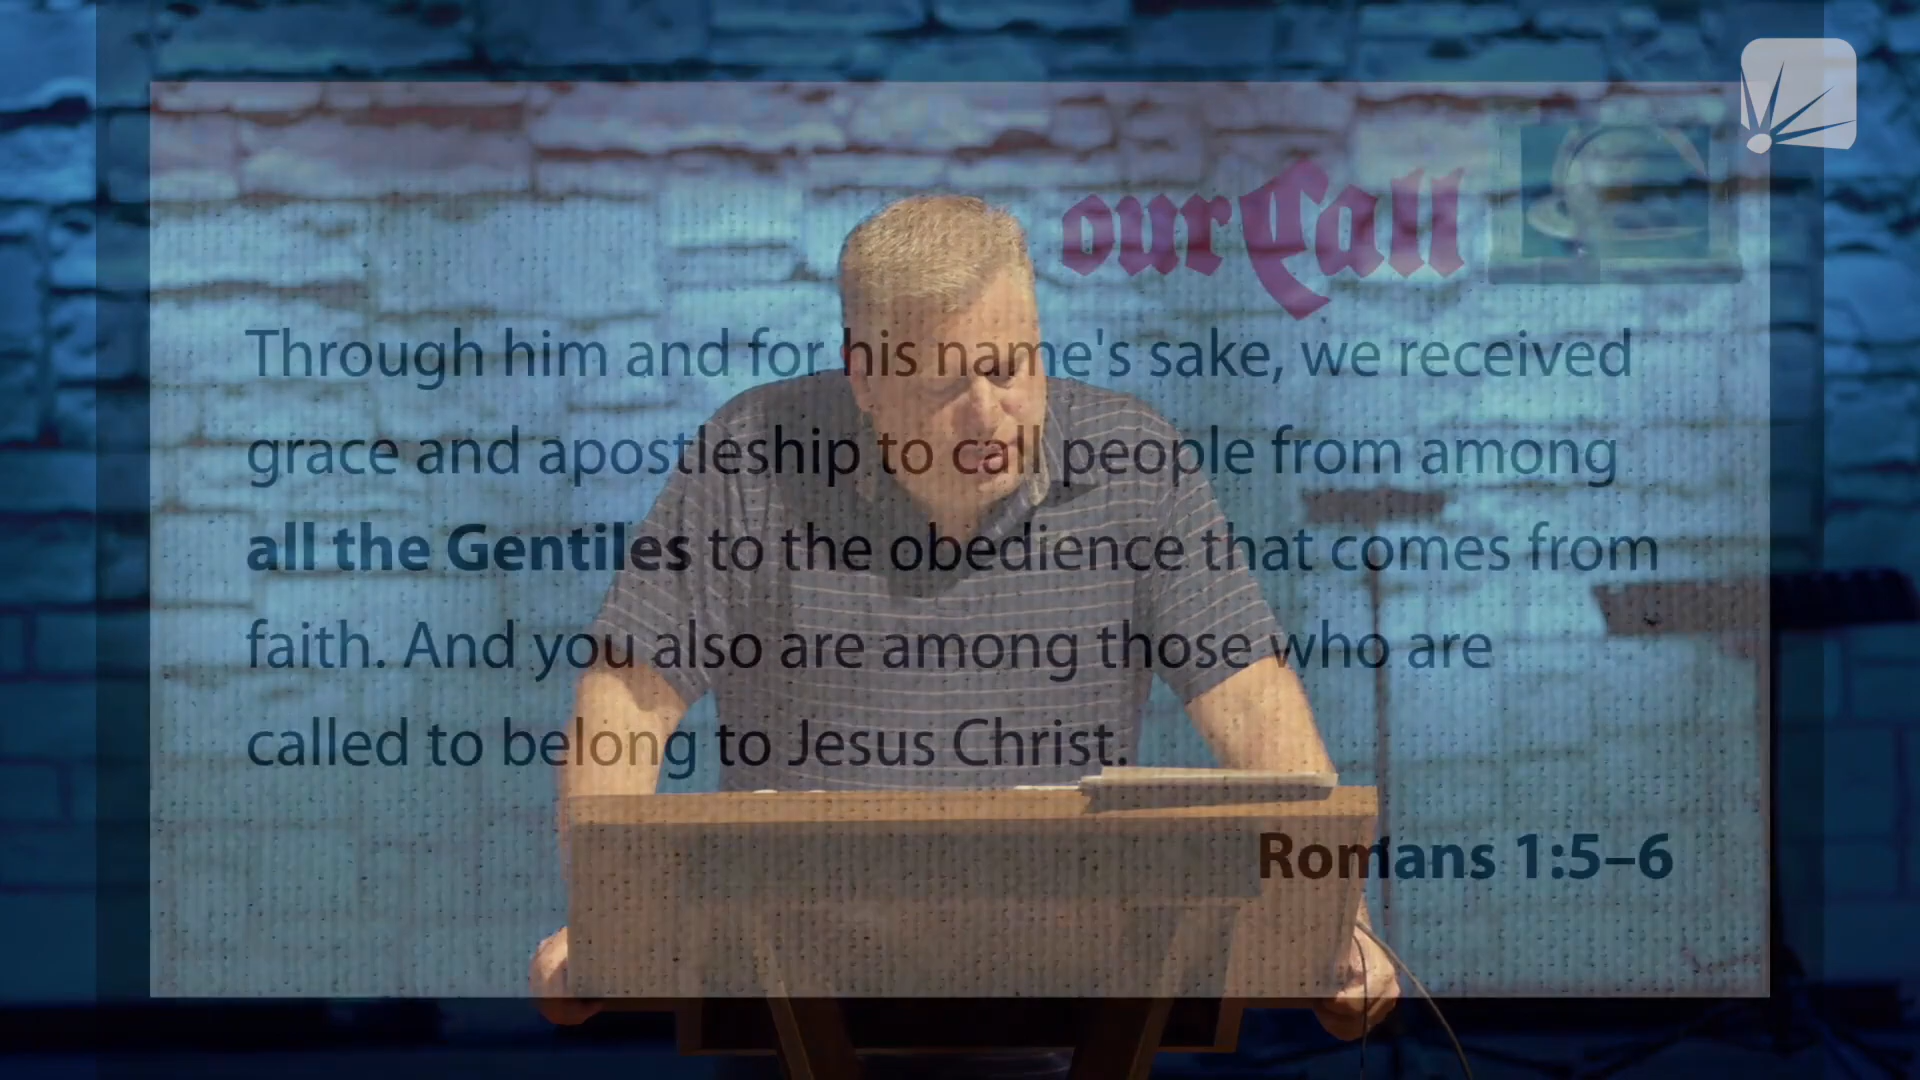 ourFall
Through him and for his name's sake, we received
grace and apostleship to call people from among
all the Gentiles to the obedience that comes from
faith. And you also are among those who are
called to belong to Jesus Christ.
Romans 1:5–6